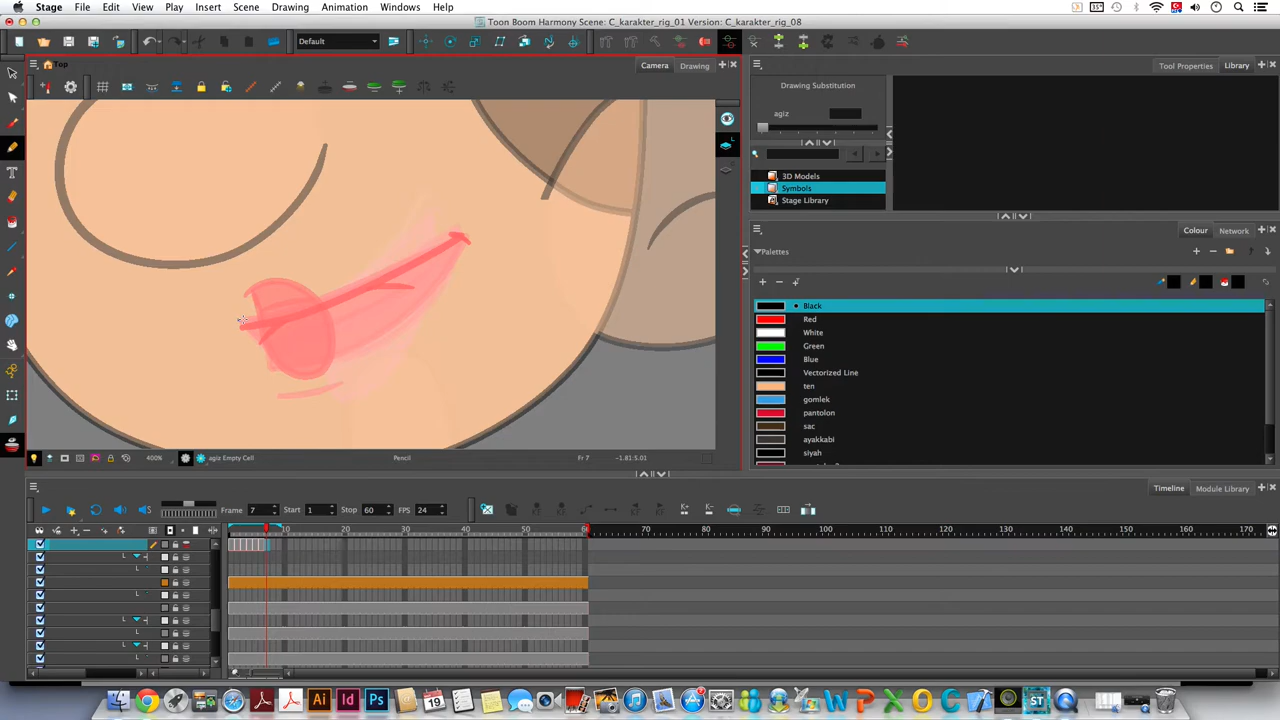 Stage File Edit View Play Insert Scene Drawing Animation Windows Help
Toon Boom Harmony Scene: C_karakter_rig_01 Version: C_karakter_rig_08
Default
Top
Camera Drawing
Tool Properties Library
Drawing Substitution
agiz
3D Models
Symbols
Stage Library
Colour Network
Palettes
Black
Red
White
Green
Blue
Vectorized Line
ten
gomlek
pantolon
sac
ayakkabi
siyah
400% agiz Empty Cell Pencil Fr 7 -1.81:5.01
Timeline Module Library
Frame 7 Start 1 Stop 60 FPS 24
10 20 30 40 50 60 70 80 90 100 110 120 130 140 150 160 170